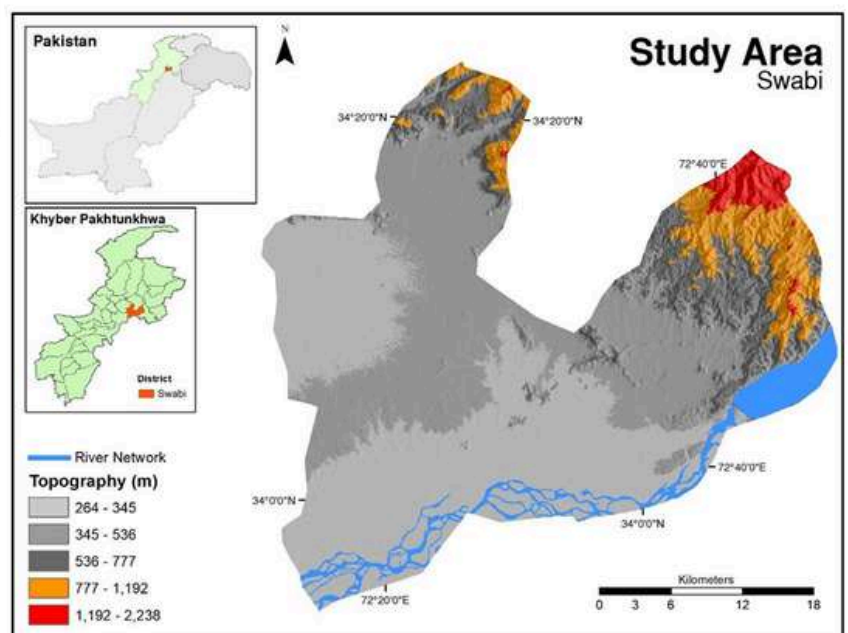 Pakistan
N
Study Area
Swabi
34°20'0"N
34°20'0"N
72°40'0"E
Khyber Pakhtunkhwa
District
Swabi
River Network
Topography (m)
264 - 345
345 - 536
536 - 777
777 - 1,192
1,192 - 2,238
34°0'0"N
72°40'0"E
34°0'0"N
72°20'0"E
Kilometers
0 3 6 12 18